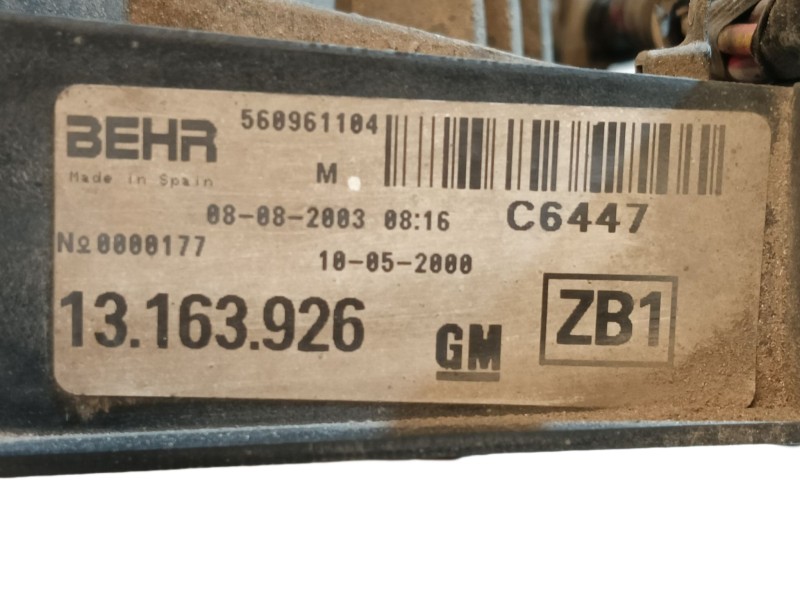 BEHR 560961104
Made in Spain M
08-08-2003 08:16 C6447
№0000177
10-05-2000
13.163.926 GM ZB1